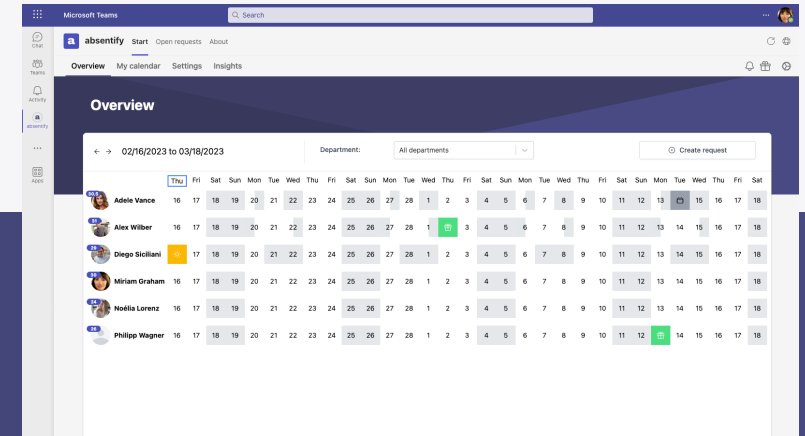 Microsoft Teams
Search
Chat
Teams
Activity
absentify
Apps
a absentify Start Open requests About
Overview My calendar Settings Insights
Overview
02/16/2023 to 03/18/2023 Department: All departments Create request
Thu Fri Sat Sun Mon Tue Wed Thu Fri Sat Sun Mon Tue Wed Thu Fri Sat Sun Mon Tue Wed Thu Fri Sat Sun Mon Tue Wed Thu Fri Sat
30.5 Adele Vance 16 17 18 19 20 21 22 23 24 25 26 27 28 1 2 3 4 5 6 7 8 9 10 11 12 13 15 16 17 18
31 Alex Wilber 16 17 18 19 20 21 22 23 24 25 26 27 28 1 3 4 5 6 7 8 9 10 11 12 13 14 15 16 17 18
29 Diego Siciliani 17 18 19 20 21 22 23 24 25 26 27 28 1 2 3 4 5 6 7 8 9 10 11 12 13 14 15 16 17 18
30 Miriam Graham 16 17 18 19 20 21 22 23 24 25 26 27 28 1 2 3 4 5 6 7 8 9 10 11 12 13 14 15 16 17 18
24 Noélia Lorenz 16 17 18 19 20 21 22 23 24 25 26 27 28 1 2 3 4 5 6 7 8 9 10 11 12 13 14 15 16 17 18
36 Philipp Wagner 16 17 18 19 20 21 22 23 24 25 26 27 28 1 2 3 4 5 6 7 8 9 10 11 12 14 15 16 17 18